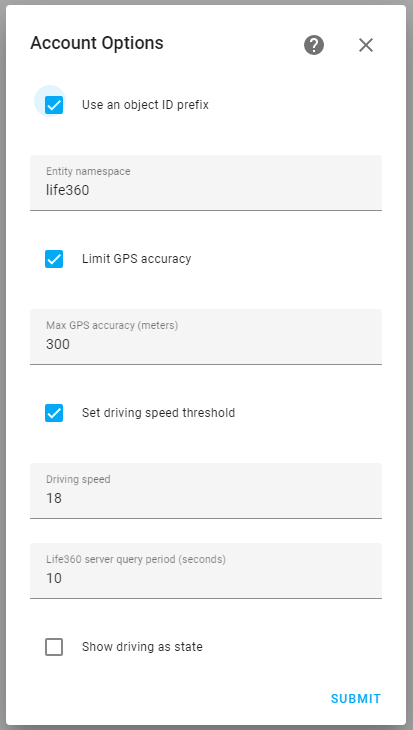 Account Options
Use an object ID prefix
Entity namespace
life360
Limit GPS accuracy
Max GPS accuracy (meters)
300
Set driving speed threshold
Driving speed
18
Life360 server query period (seconds)
10
Show driving as state
SUBMIT